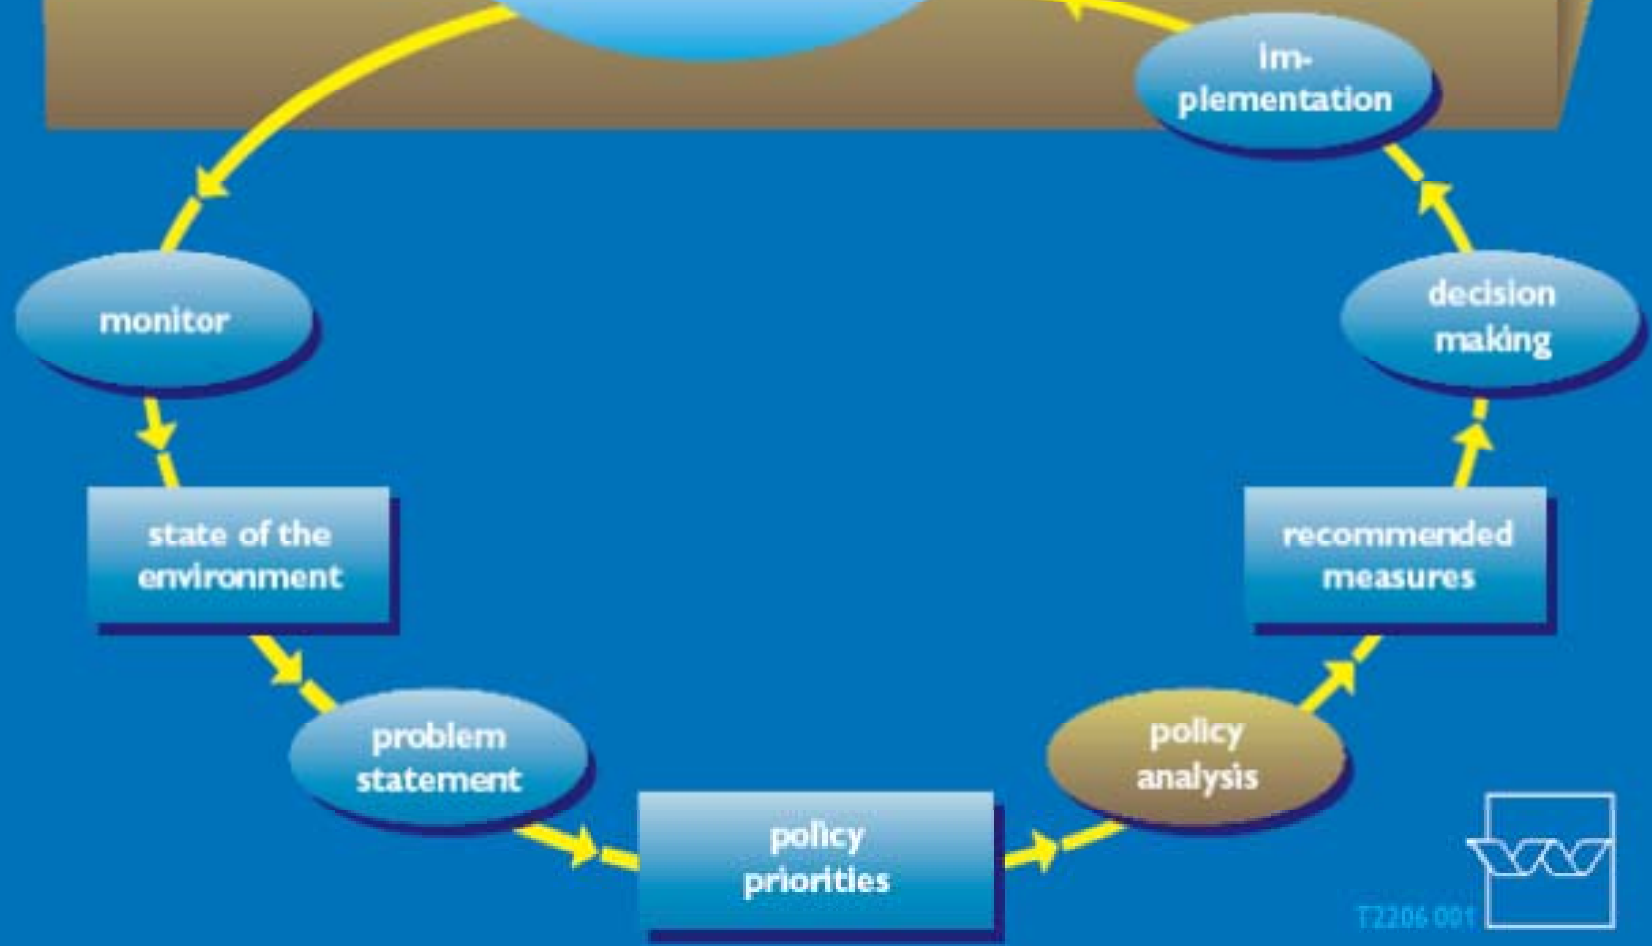 im-
plementation
monitor
decision
making
state of the
environment
recommended
measures
problem
statement
policy
analysis
policy
priorities
T2206 001